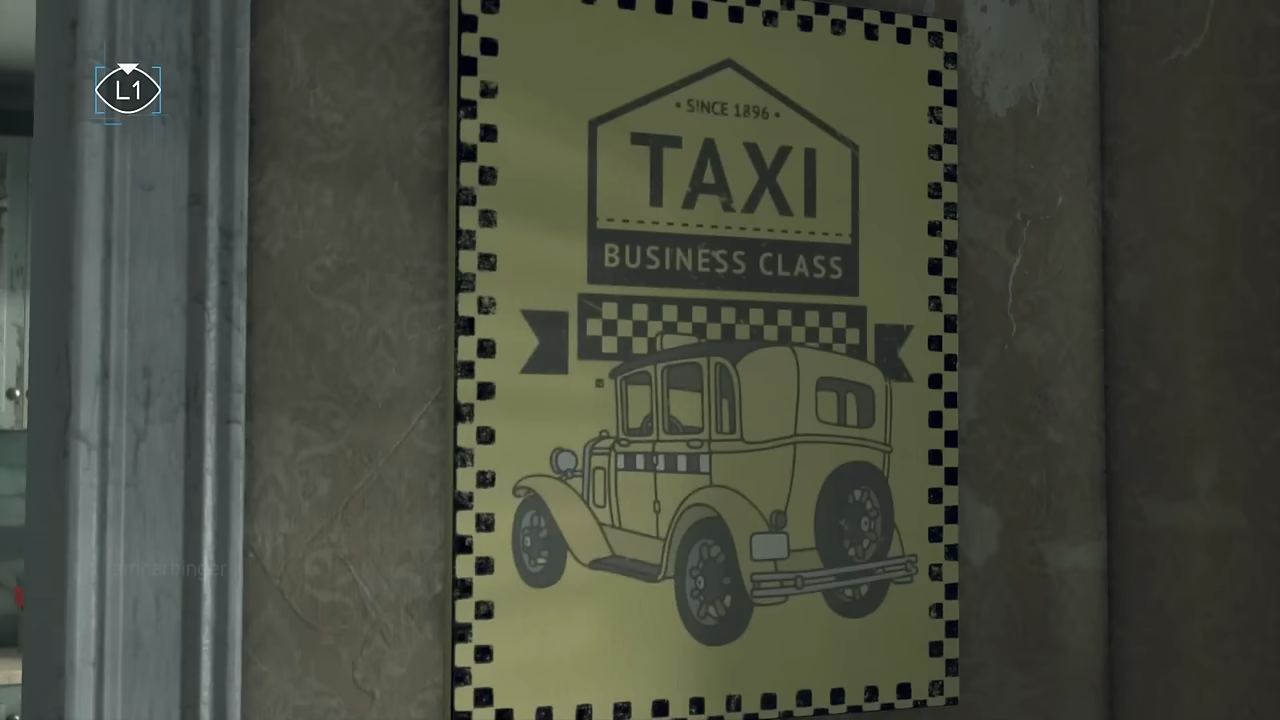 L1
• SINCE 1896 •
TAXI
BUSINESS CLASS